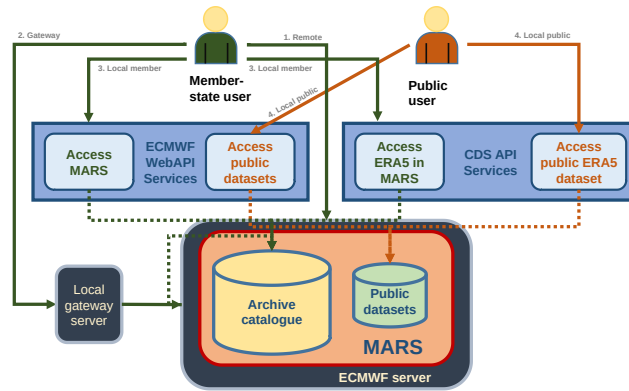 2. Gateway
1. Remote
4. Local public
3. Local member
3. Local member
Member-
state user
Public
user
4. Local public
Access
MARS
ECMWF
WebAPI
Services
Access
public
datasets
Access
ERA5 in
MARS
CDS API
Services
Access
public ERA5
dataset
Local
gateway
server
Archive
catalogue
Public
datasets
MARS
ECMWF server